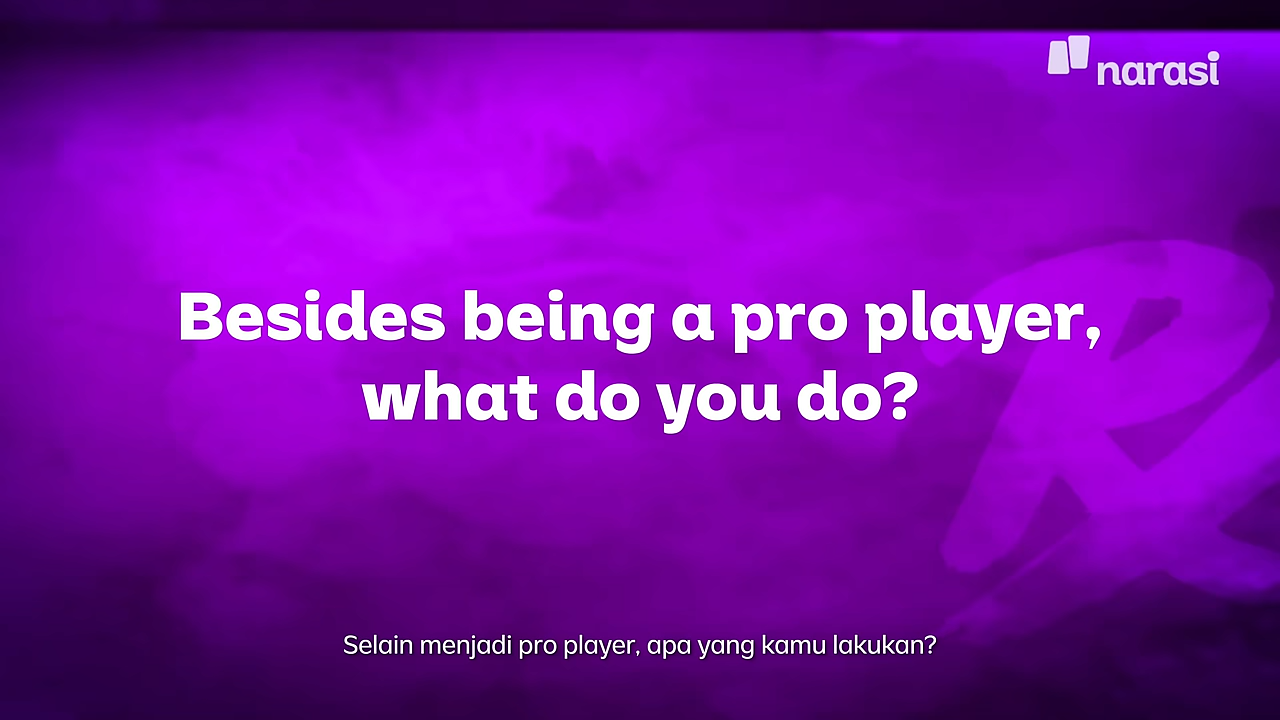 narasi
Besides being a pro player,
what do you do?
Selain menjadi pro player, apa yang kamu lakukan?